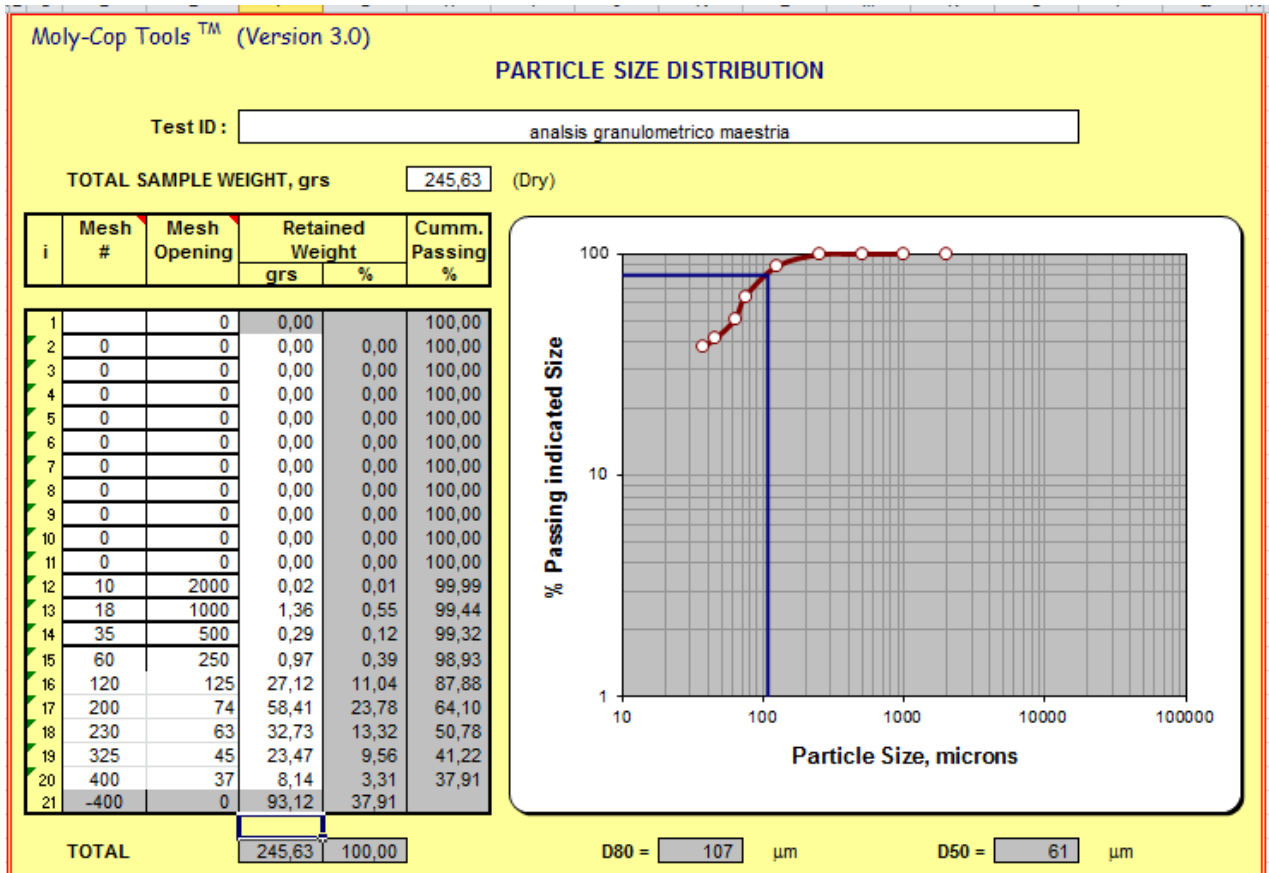 Moly-Cop Tools ™ (Version 3.0)
PARTICLE SIZE DISTRIBUTION
Test ID : analsis granulometrico maestria
TOTAL SAMPLE WEIGHT, grs 245,63 (Dry)
i Mesh # Mesh Opening Retained Weight Cumm. Passing
grs % %
1 0 0,00 100,00
2 0 0 0,00 0,00 100,00
3 0 0 0,00 0,00 100,00
4 0 0 0,00 0,00 100,00
5 0 0 0,00 0,00 100,00
6 0 0 0,00 0,00 100,00
7 0 0 0,00 0,00 100,00
8 0 0 0,00 0,00 100,00
9 0 0 0,00 0,00 100,00
10 0 0 0,00 0,00 100,00
11 0 0 0,00 0,00 100,00
12 10 2000 0,02 0,01 99,99
13 18 1000 1,36 0,55 99,44
14 35 500 0,29 0,12 99,32
15 60 250 0,97 0,39 98,93
16 120 125 27,12 11,04 87,88
17 200 74 58,41 23,78 64,10
18 230 63 32,73 13,32 50,78
19 325 45 23,47 9,56 41,22
20 400 37 8,14 3,31 37,91
21 -400 0 93,12 37,91
TOTAL 245,63 100,00
% Passing indicated Size
100
10
1
10 100 1000 10000 100000
Particle Size, microns
D80 = 107 µm D50 = 61 µm